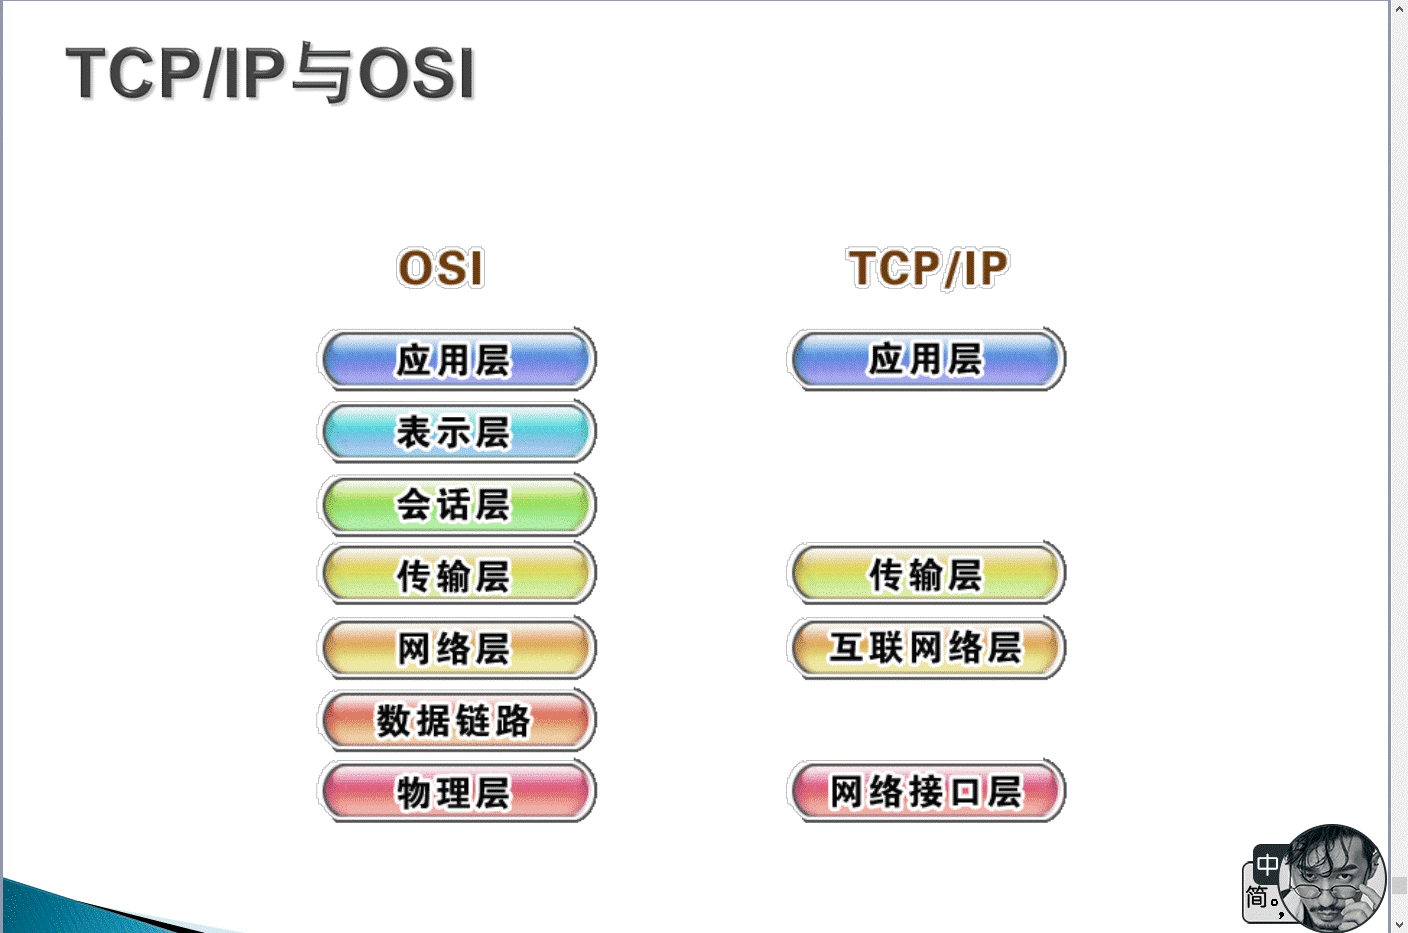 TCP/IP与OSI
OSI
TCP/IP
应用层
应用层
表示层
会话层
传输层
传输层
网络层
互联网络层
数据链路
物理层
网络接口层
中
简。,